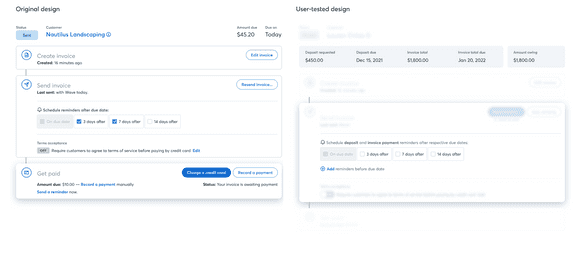 Original design
Status
Customer
Amount due
Due on
Sent
Nautilus Landscaping
$45.20
Today
Create invoice
Edit invoice
Created: 16 minutes ago
Send invoice
Resend invoice...
Last sent: with Wave today.
Schedule reminders after due date:
On due date
3 days after
7 days after
14 days after
Terms acceptance
OFF
Require customers to agree to terms of service before paying by credit card. Edit
Get paid
Change a credit card
Record a payment
Amount due: $10.00 — Record a payment manually
Status: Your invoice is awaiting payment
Send a reminder now.
User-tested design
Deposit requested
Deposit due
Invoice total
Invoice total due
Amount owing
$450.00
Dec 15, 2021
$1,800.00
Jan 20, 2022
$1,800.00
Schedule deposit and invoice payment reminders after respective due dates:
On due date
3 days after
7 days after
14 days after
Add reminders before due date